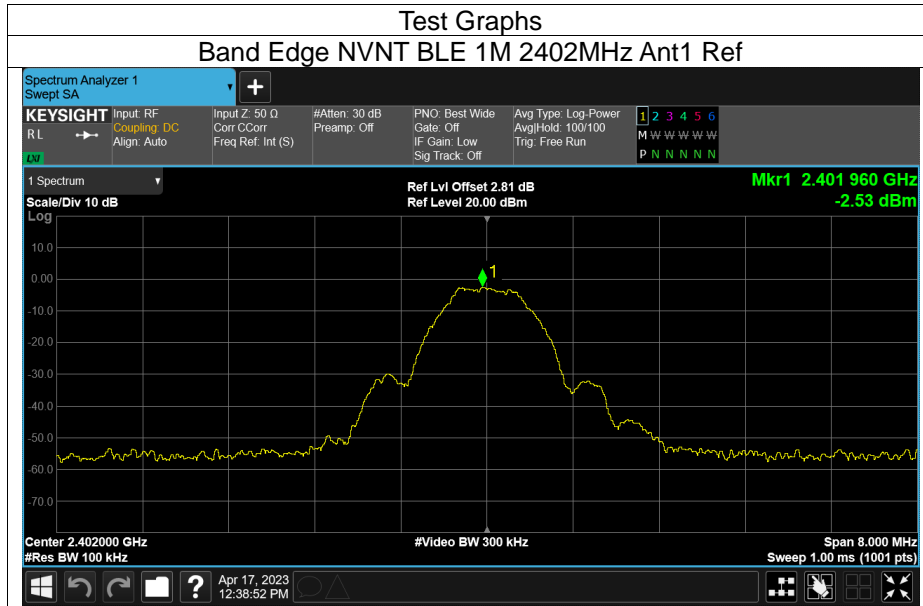 Test Graphs
Band Edge NVNT BLE 1M 2402MHz Ant1 Ref
Spectrum Analyzer 1
Swept SA
+
KEYSIGHT Input: RF Input Z: 50 Ω #Atten: 30 dB PNO: Best Wide Avg Type: Log-Power 1 2 3 4 5 6
R L Coupling: DC Corr CCorr Preamp: Off Gate: Off Avg|Hold: 100/100 M W W W W W W
Align: Auto Freq Ref: Int (S) IF Gain: Low Trig: Free Run
LXI Sig Track: Off P N N N N N
1 Spectrum Ref Lvl Offset 2.81 dB Mkr1 2.401 960 GHz
Scale/Div 10 dB Ref Level 20.00 dBm -2.53 dBm
Log
10.0
1
0.00
-10.0
-20.0
-30.0
-40.0
-50.0
-60.0
-70.0
Center 2.402000 GHz #Video BW 300 kHz Span 8.000 MHz
#Res BW 100 kHz Sweep 1.00 ms (1001 pts)
? Apr 17, 2023
12:38:52 PM